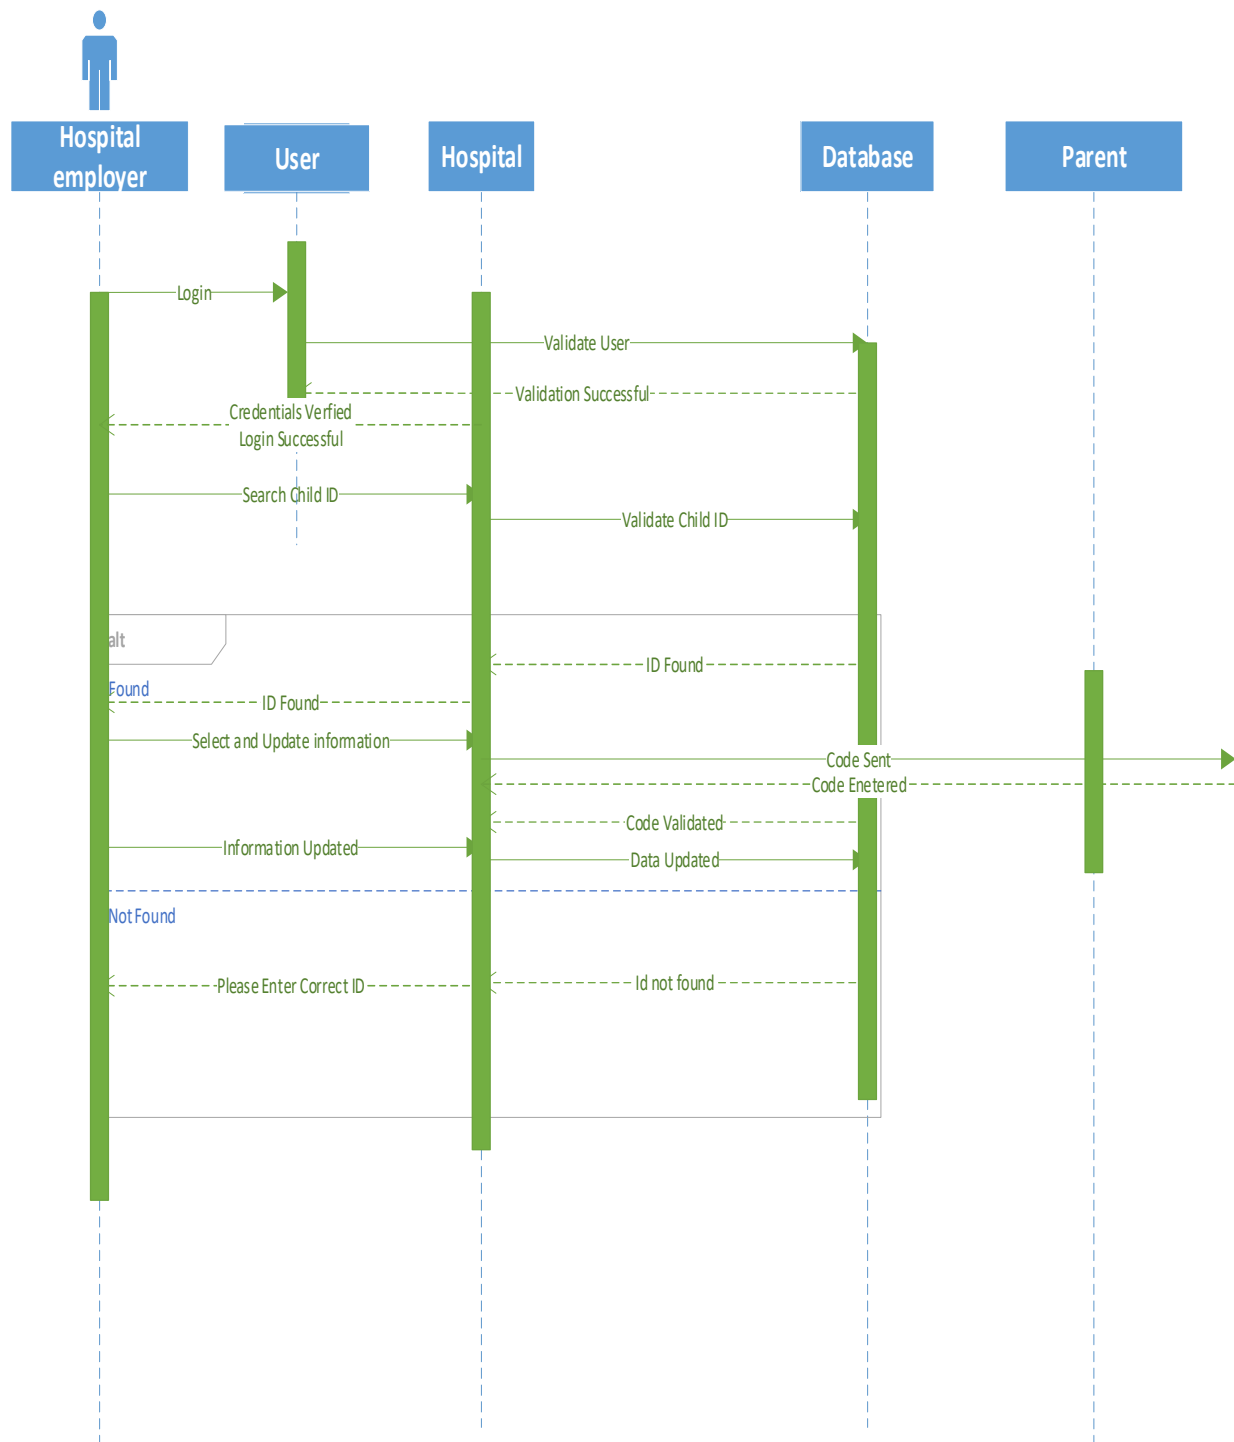 Hospital
employer
User
Hospital
Database
Parent
Login
Validate User
Validation Successful
Credentials Verfied
Login Successful
Search Child ID
Validate Child ID
alt
ID Found
Found
ID Found
Select and Update information
Code Sent
Code Enetered
Code Validated
Information Updated
Data Updated
Not Found
Id not found
Please Enter Correct ID